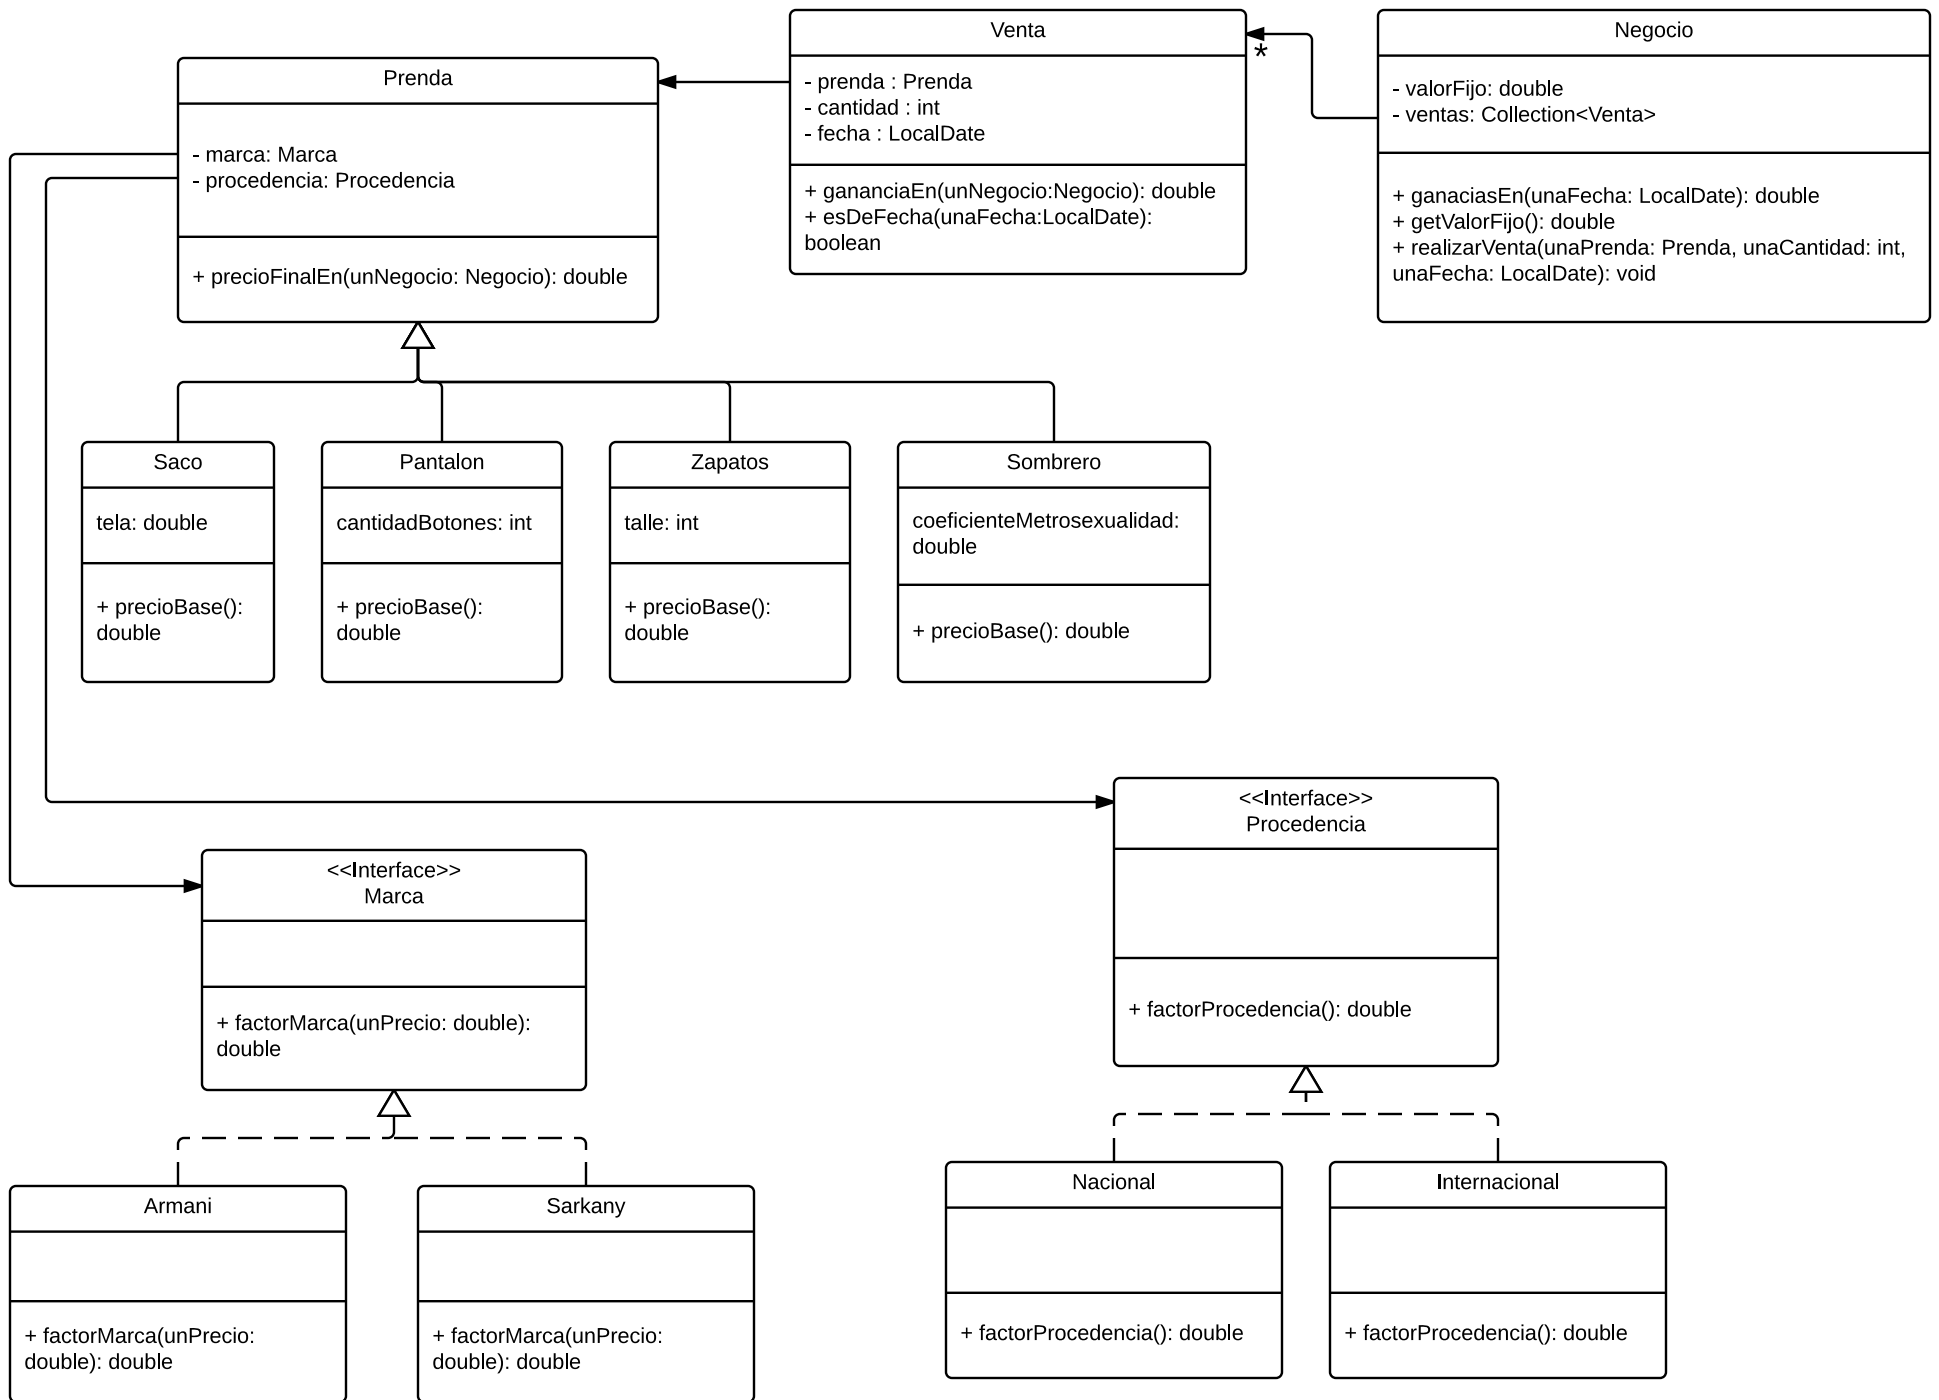 Prenda
- marca: Marca
- procedencia: Procedencia
+ precioFinalEn(unNegocio: Negocio): double
Venta
- prenda : Prenda
- cantidad : int
- fecha : LocalDate
+ gananciaEn(unNegocio:Negocio): double
+ esDeFecha(unaFecha:LocalDate):
boolean
*
Negocio
- valorFijo: double
- ventas: Collection<Venta>
+ ganaciasEn(unaFecha: LocalDate): double
+ getValorFijo(): double
+ realizarVenta(unaPrenda: Prenda, unaCantidad: int,
unaFecha: LocalDate): void
Saco
tela: double
+ precioBase():
double
Pantalon
cantidadBotones: int
+ precioBase():
double
Zapatos
talle: int
+ precioBase():
double
Sombrero
coeficienteMetrosexualidad:
double
+ precioBase(): double
<<Interface>>
Procedencia
+ factorProcedencia(): double
<<Interface>>
Marca
+ factorMarca(unPrecio: double):
double
Armani
+ factorMarca(unPrecio:
double): double
Sarkany
+ factorMarca(unPrecio:
double): double
Nacional
+ factorProcedencia(): double
Internacional
+ factorProcedencia(): double